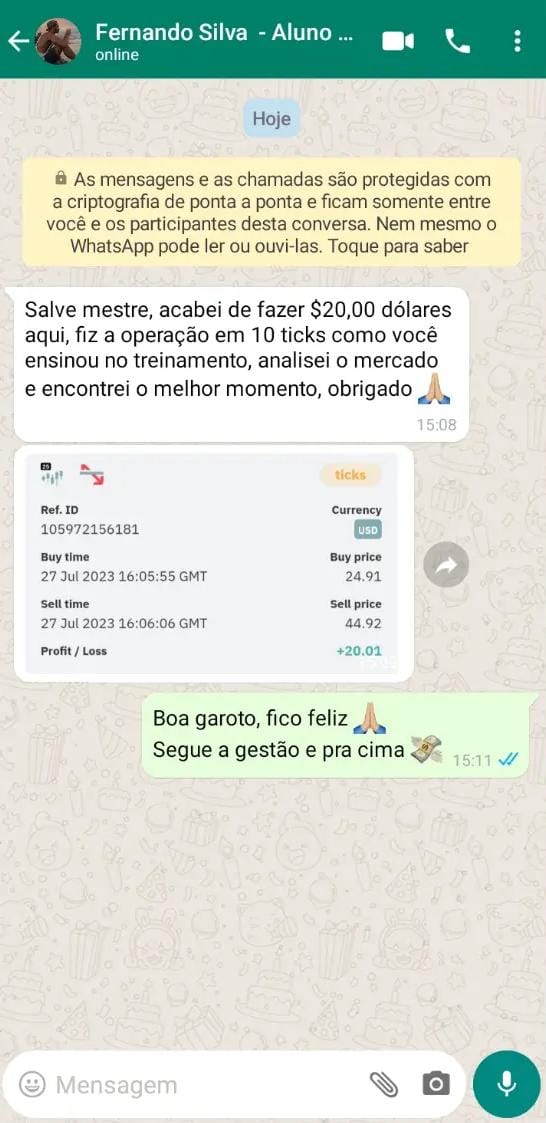 Fernando Silva - Aluno ...
online
Hoje
As mensagens e as chamadas são protegidas com
a criptografia de ponta a ponta e ficam somente entre
você e os participantes desta conversa. Nem mesmo o
WhatsApp pode ler ou ouvi-las. Toque para saber
Salve mestre, acabei de fazer $20,00 dólares
aqui, fiz a operação em 10 ticks como você
ensinou no treinamento, analisei o mercado
e encontrei o melhor momento, obrigado 🙏🏼
15:08
25
ticks
Ref. ID
Currency
105972156181
USD
Buy time
Buy price
27 Jul 2023 16:05:55 GMT
24.91
Sell time
Sell price
27 Jul 2023 16:06:06 GMT
44.92
Profit / Loss
+20.01
Boa garoto, fico feliz 🙏🏼
Segue a gestão e pra cima 💸
15:11
Mensagem